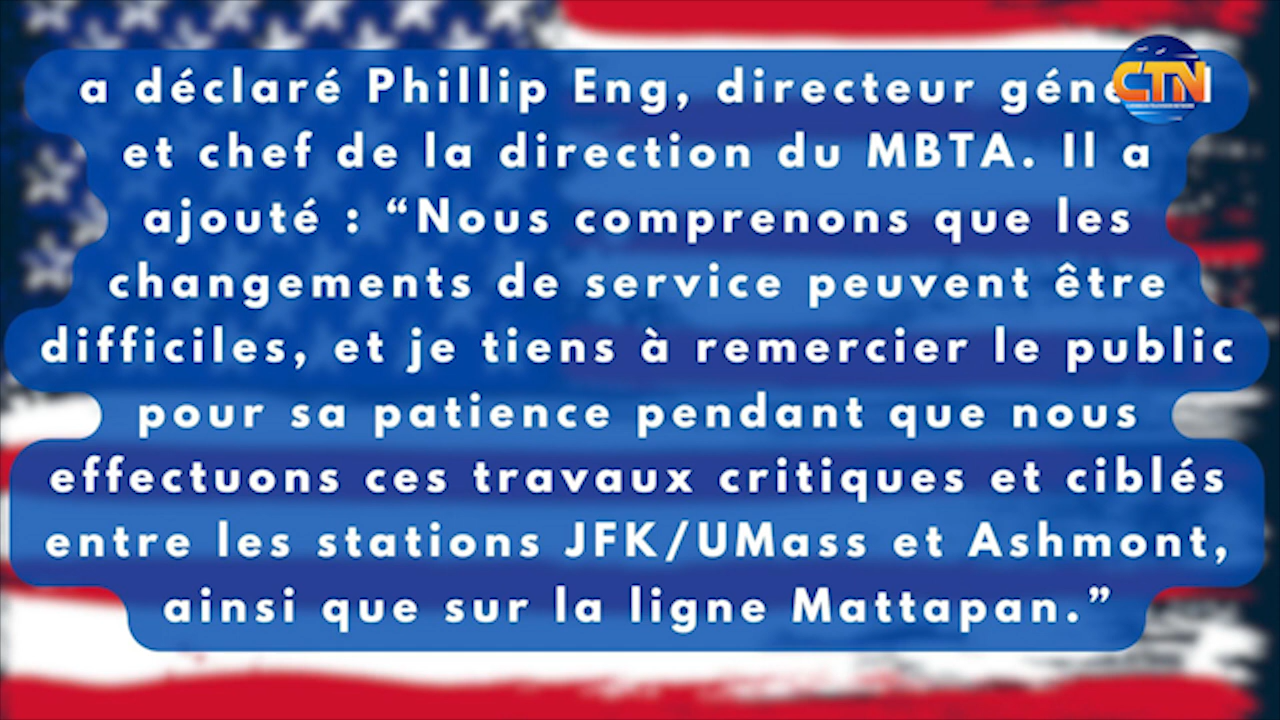 a déclaré Phillip Eng, directeur
et chef de la direction du MBTA. Il a
ajouté : “Nous comprenons que les
changements de service peuvent être
difficiles, et je tiens à remercier le public
pour sa patience pendant que nous
effectuons ces travaux critiques et ciblés
entre les stations JFK/UMass et Ashmont,
ainsi que sur la ligne Mattapan.”
CTN